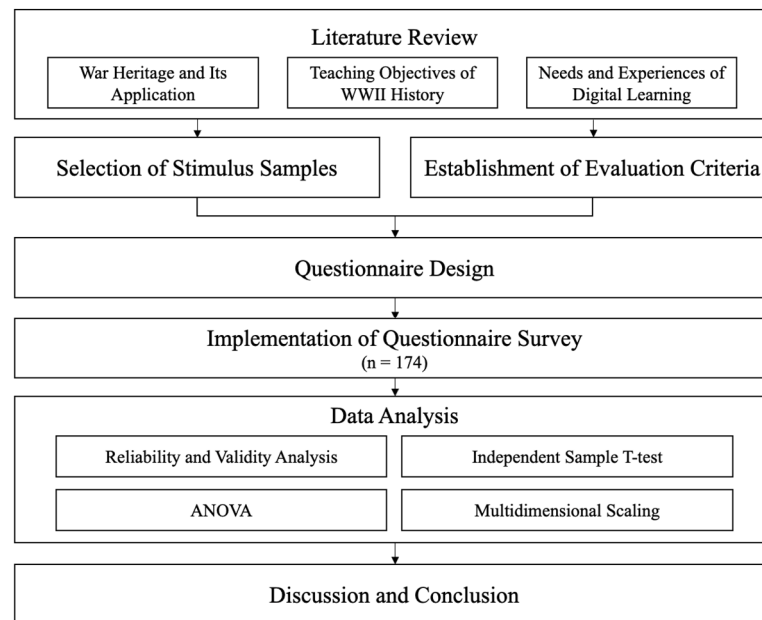 Literature Review
War Heritage and Its
Application
Teaching Objectives of
WWII History
Needs and Experiences of
Digital Learning
Selection of Stimulus Samples
Establishment of Evaluation Criteria
Questionnaire Design
Implementation of Questionnaire Survey
(n = 174)
Data Analysis
Reliability and Validity Analysis
Independent Sample T-test
ANOVA
Multidimensional Scaling
Discussion and Conclusion